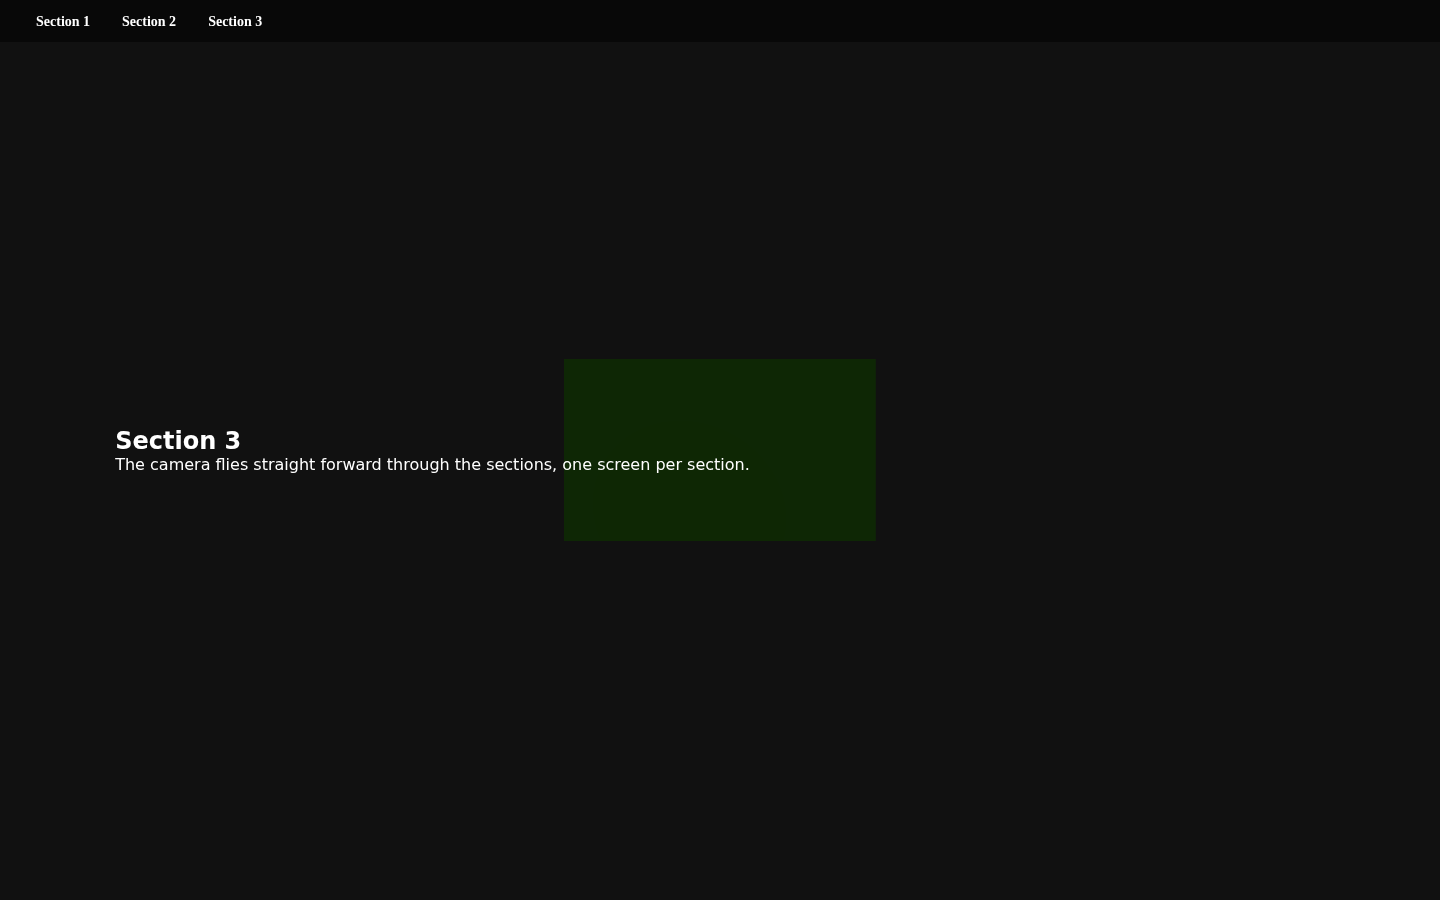 Section 1 Section 2 Section 3
Section 3
The camera flies straight forward through the sections, one screen per section.